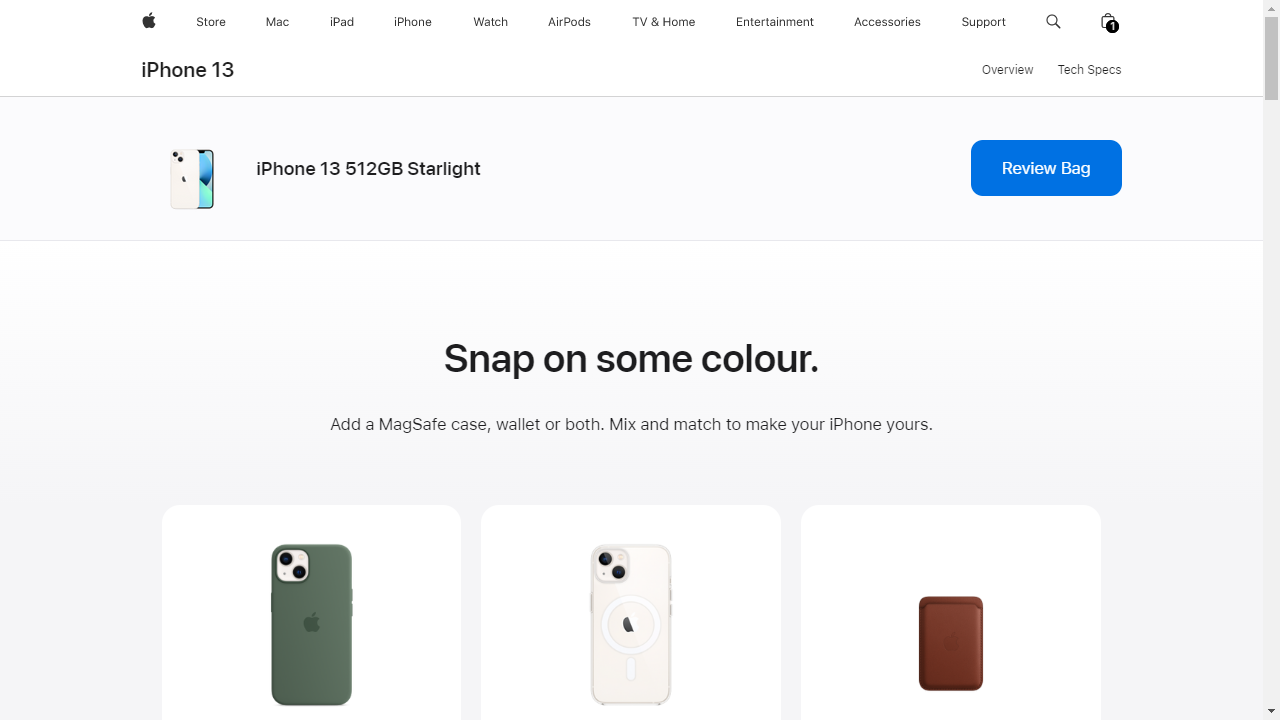 Store Mac iPad iPhone Watch AirPods TV & Home Entertainment Accessories Support 1
iPhone 13 Overview Tech Specs
iPhone 13 512GB Starlight Review Bag
Snap on some colour.
Add a MagSafe case, wallet or both. Mix and match to make your iPhone yours.